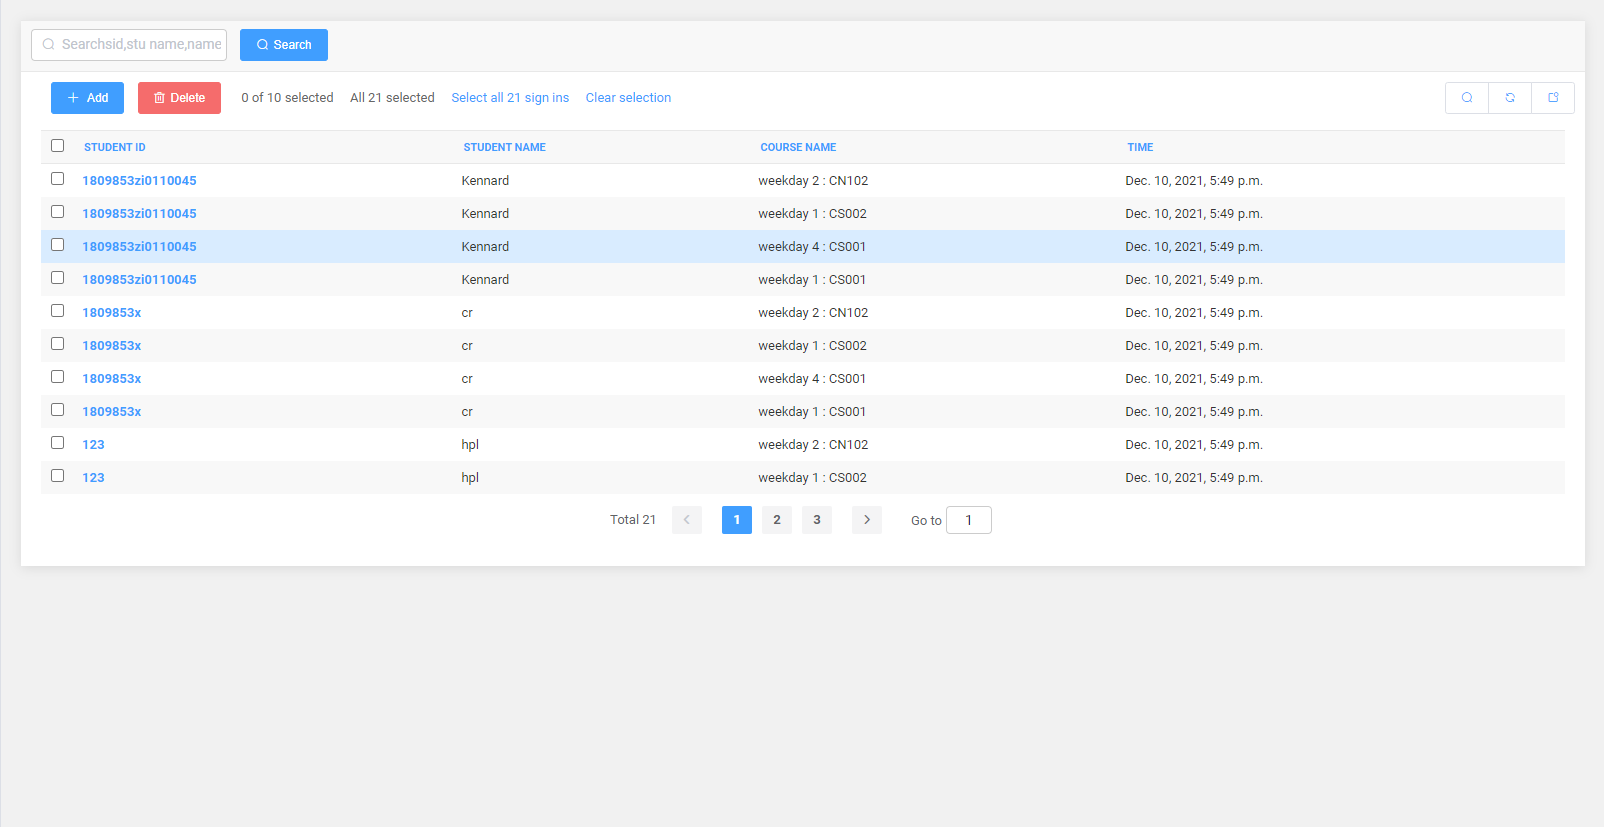 Searchsid,stu name,name Search
Add Delete 0 of 10 selected All 21 selected Select all 21 sign ins Clear selection
STUDENT ID STUDENT NAME COURSE NAME TIME
1809853zi0110045 Kennard weekday 2 : CN102 Dec. 10, 2021, 5:49 p.m.
1809853zi0110045 Kennard weekday 1 : CS002 Dec. 10, 2021, 5:49 p.m.
1809853zi0110045 Kennard weekday 4 : CS001 Dec. 10, 2021, 5:49 p.m.
1809853zi0110045 Kennard weekday 1 : CS001 Dec. 10, 2021, 5:49 p.m.
1809853x cr weekday 2 : CN102 Dec. 10, 2021, 5:49 p.m.
1809853x cr weekday 1 : CS002 Dec. 10, 2021, 5:49 p.m.
1809853x cr weekday 4 : CS001 Dec. 10, 2021, 5:49 p.m.
1809853x cr weekday 1 : CS001 Dec. 10, 2021, 5:49 p.m.
123 hpl weekday 2 : CN102 Dec. 10, 2021, 5:49 p.m.
123 hpl weekday 1 : CS002 Dec. 10, 2021, 5:49 p.m.
Total 21 1 2 3 Go to 1